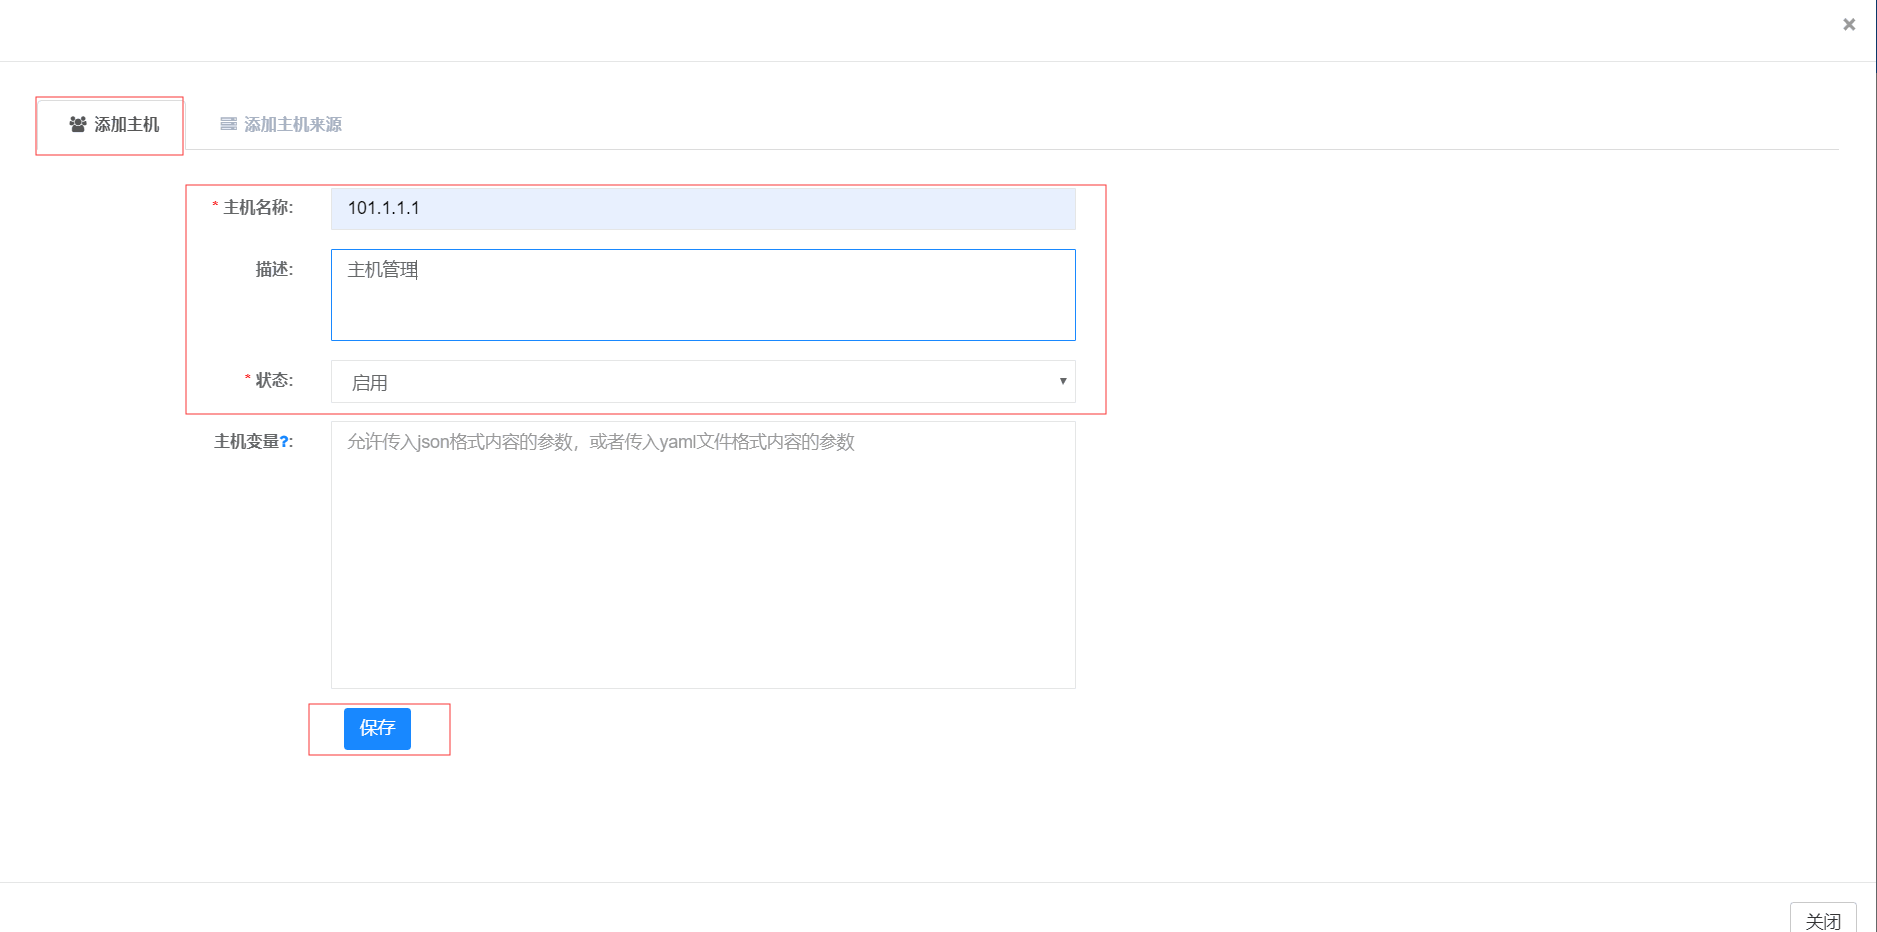 ×
添加主机 添加主机来源
* 主机名称: 101.1.1.1
描述: 主机管理
* 状态: 启用
主机变量?: 允许传入json格式内容的参数，或者传入yaml文件格式内容的参数
保存
关闭